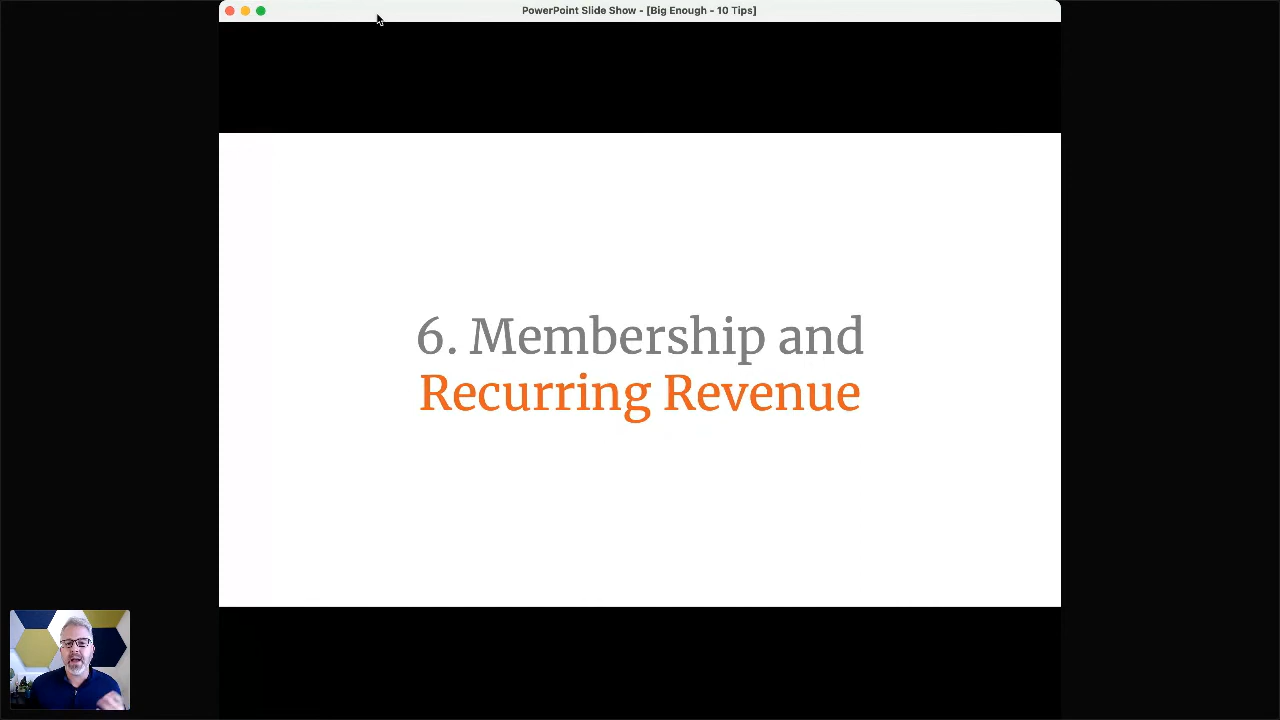 PowerPoint Slide Show - [Big Enough - 10 Tips]
6. Membership and
Recurring Revenue